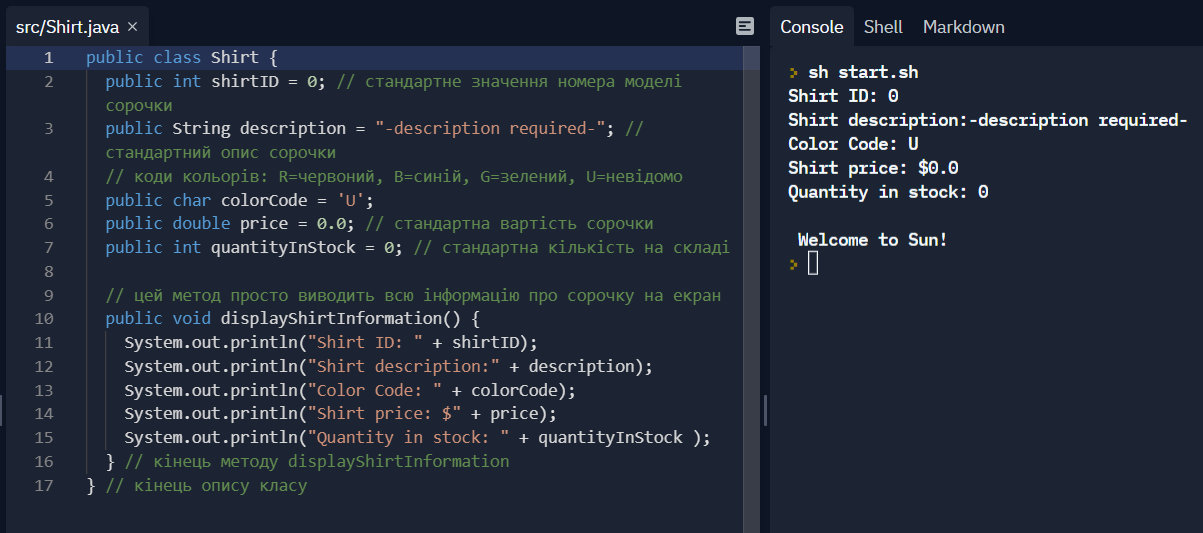 src/Shirt.java ×
1 public class Shirt {
2 public int shirtID = 0; // стандартне значення номера моделі
сорочки
3 public String description = "-description required-"; //
стандартний опис сорочки
4 // коди кольорів: R=червоний, B=синій, G=зелений, U=невідомо
5 public char colorCode = 'U';
6 public double price = 0.0; // стандартна вартість сорочки
7 public int quantityInStock = 0; // стандартна кількість на складі
8
9 // цей метод просто виводить всю інформацію про сорочку на екран
10 public void displayShirtInformation() {
11 System.out.println("Shirt ID: " + shirtID);
12 System.out.println("Shirt description:" + description);
13 System.out.println("Color Code: " + colorCode);
14 System.out.println("Shirt price: $" + price);
15 System.out.println("Quantity in stock: " + quantityInStock );
16 } // кінець методу displayShirtInformation
17 } // кінець опису класу
Console Shell Markdown
sh start.sh
Shirt ID: 0
Shirt description:-description required-
Color Code: U
Shirt price: $0.0
Quantity in stock: 0
Welcome to Sun!